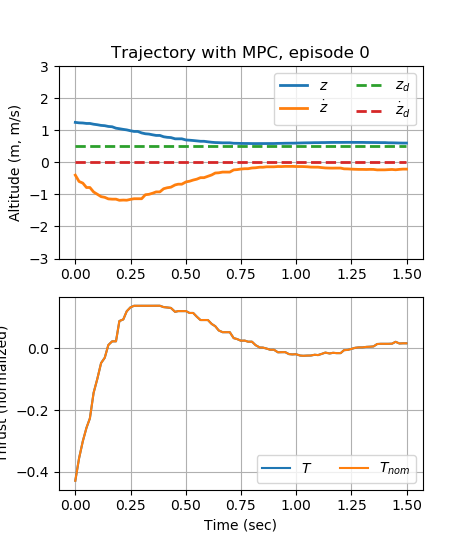 Trajectory with MPC, episode 0
3
2
1
0
−1
−2
−3
Altitude (m, m/s)
z
ż
z_d
ż_d
0.00 0.25 0.50 0.75 1.00 1.25 1.50
0.0
−0.2
−0.4
Thrust (normalized)
T
T_nom
0.00 0.25 0.50 0.75 1.00 1.25 1.50
Time (sec)